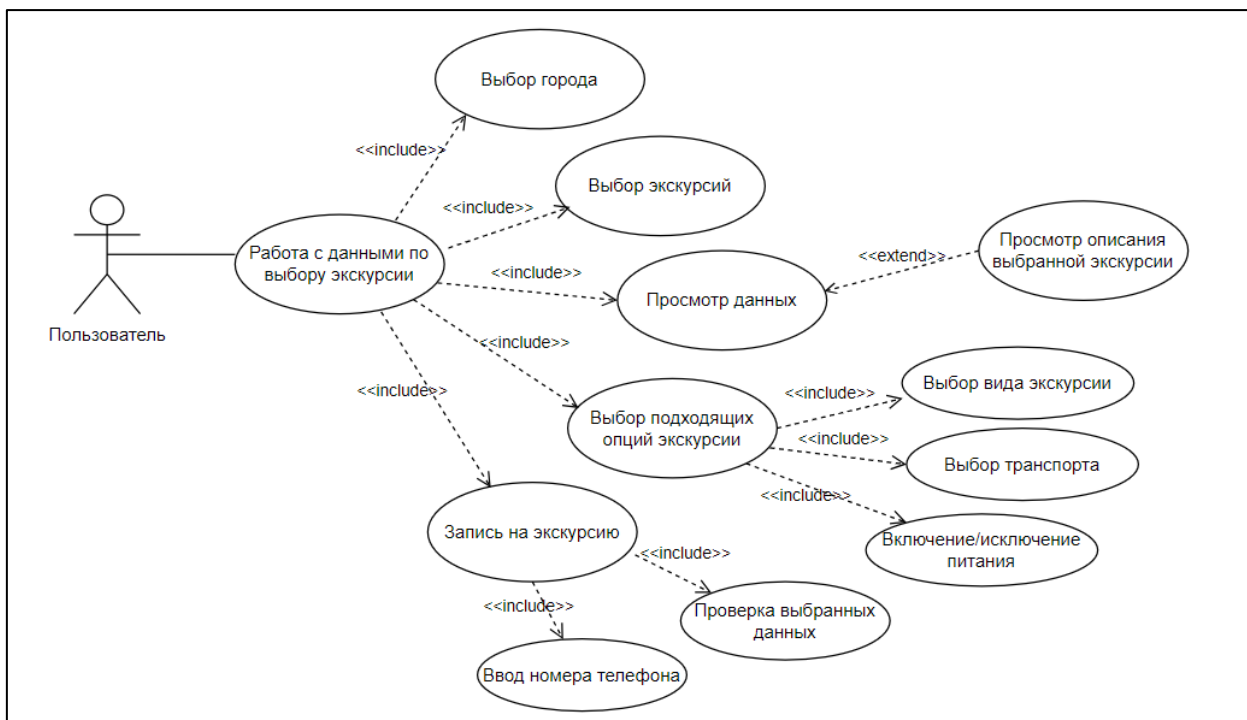 Выбор города
<<include>>
Выбор экскурсий
<<include>>
Работа с данными по
выбору экскурсии
Пользователь
<<include>>
Просмотр данных
<<extend>>
Просмотр описания
выбранной экскурсии
<<include>>
<<include>>
Выбор подходящих
опций экскурсии
<<include>>
Выбор вида экскурсии
<<include>>
Выбор транспорта
<<include>>
Включение/исключение
питания
Запись на экскурсию
<<include>>
Проверка выбранных
данных
<<include>>
Ввод номера телефона